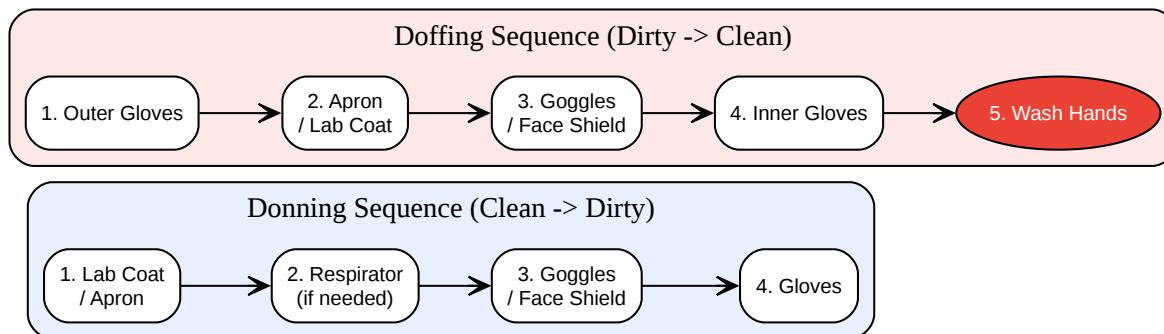 Doffing Sequence (Dirty -> Clean)
1. Outer Gloves
2. Apron
/ Lab Coat
3. Goggles
/ Face Shield
4. Inner Gloves
5. Wash Hands
Donning Sequence (Clean -> Dirty)
1. Lab Coat
/ Apron
2. Respirator
(if needed)
3. Goggles
/ Face Shield
4. Gloves